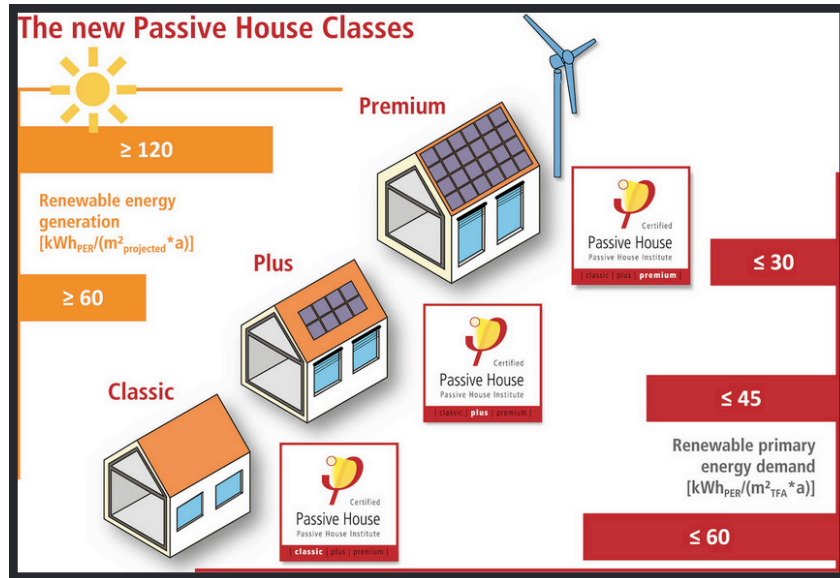 The new Passive House Classes
Premium
≥ 120
Renewable energy
generation
[kWhPER/(m²projected*a)]
Certified
Passive House
Passive House Institute
| classic | plus | premium |
≤ 30
Plus
≥ 60
Certified
Passive House
Passive House Institute
| classic | plus | premium |
Classic
≤ 45
Renewable primary
energy demand
[kWhPER/(m²TFA*a)]
Certified
Passive House
Passive House Institute
| classic | plus | premium |
≤ 60